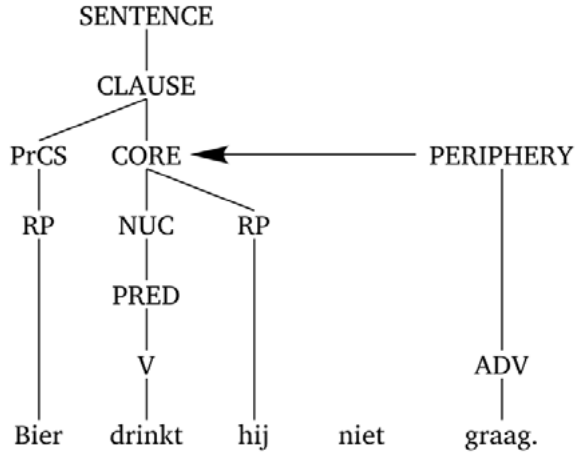 SENTENCE
CLAUSE
PrCS CORE PERIPHERY
RP NUC RP
PRED
V ADV
Bier drinkt hij niet graag.